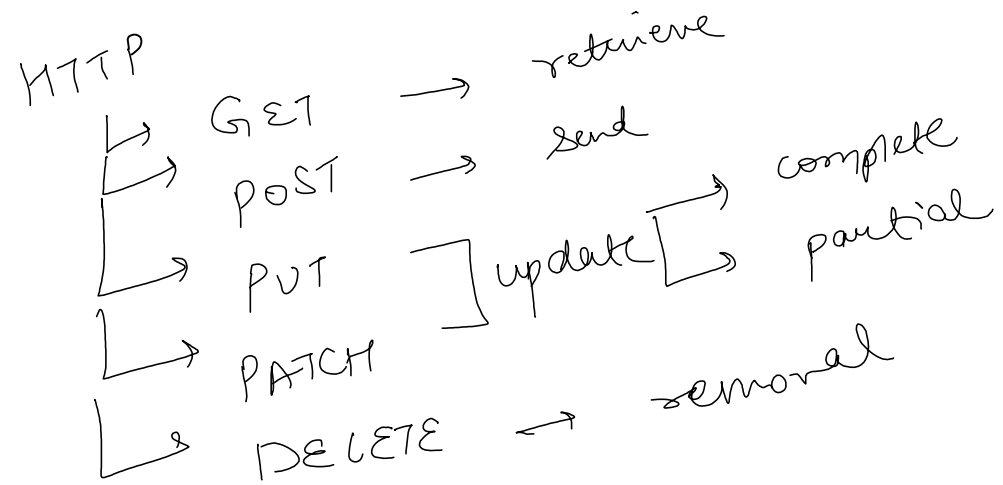 HTTP
GET → retrieve
POST → send
PUT
update
complete
partial
PATCH
DELETE → removal